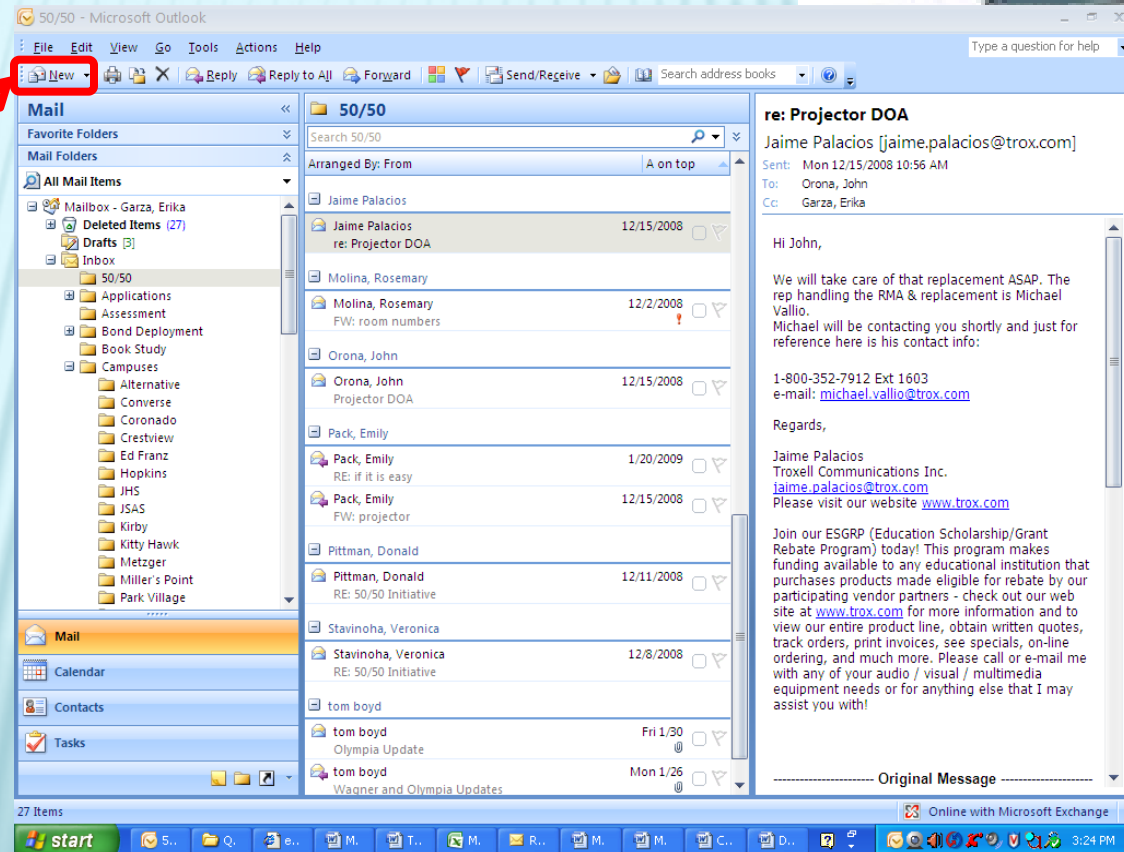 50/50 - Microsoft Outlook
File Edit View Go Tools Actions Help
Type a question for help
New Reply Reply to All Forward Send/Receive Search address books
Mail
Favorite Folders
Mail Folders
All Mail Items
Mailbox - Garza, Erika
Deleted Items (27)
Drafts [3]
Inbox
50/50
Applications
Assessment
Bond Deployment
Book Study
Campuses
Alternative
Converse
Coronado
Crestview
Ed Franz
Hopkins
JHS
JSAS
Kirby
Kitty Hawk
Metzger
Miller's Point
Park Village
Mail
Calendar
Contacts
Tasks
50/50
Search 50/50
Arranged By: From A on top
Jaime Palacios
Jaime Palacios 12/15/2008
re: Projector DOA
Molina, Rosemary
Molina, Rosemary 12/2/2008
FW: room numbers
Orona, John
Orona, John 12/15/2008
Projector DOA
Pack, Emily
Pack, Emily 1/20/2009
RE: if it is easy
Pack, Emily 12/15/2008
FW: projector
Pittman, Donald
Pittman, Donald 12/11/2008
RE: 50/50 Initiative
Stavinoha, Veronica
Stavinoha, Veronica 12/8/2008
RE: 50/50 Initiative
tom boyd
tom boyd Fri 1/30
Olympia Update
tom boyd Mon 1/26
Wagner and Olympia Updates
re: Projector DOA
Jaime Palacios [jaime.palacios@trox.com]
Sent: Mon 12/15/2008 10:56 AM
To: Orona, John
Cc: Garza, Erika
Hi John,
We will take care of that replacement ASAP. The
rep handling the RMA & replacement is Michael
Vallio.
Michael will be contacting you shortly and just for
reference here is his contact info:
1-800-352-7912 Ext 1603
e-mail: michael.vallio@trox.com
Regards,
Jaime Palacios
Troxell Communications Inc.
jaime.palacios@trox.com
Please visit our website www.trox.com
Join our ESGRP (Education Scholarship/Grant
Rebate Program) today! This program makes
funding available to any educational institution that
purchases products made eligible for rebate by our
participating vendor partners - check out our web
site at www.trox.com for more information and to
view our entire product line, obtain written quotes,
track orders, print invoices, see specials, on-line
ordering, and much more. Please call or e-mail me
with any of your audio / visual / multimedia
equipment needs or for anything else that I may
assist you with!
----------------------- Original Message ---------------------
27 Items
Online with Microsoft Exchange
start 5.. Q. e.. M. T.. M. R.. M. M. C.. D.. 3:24 PM